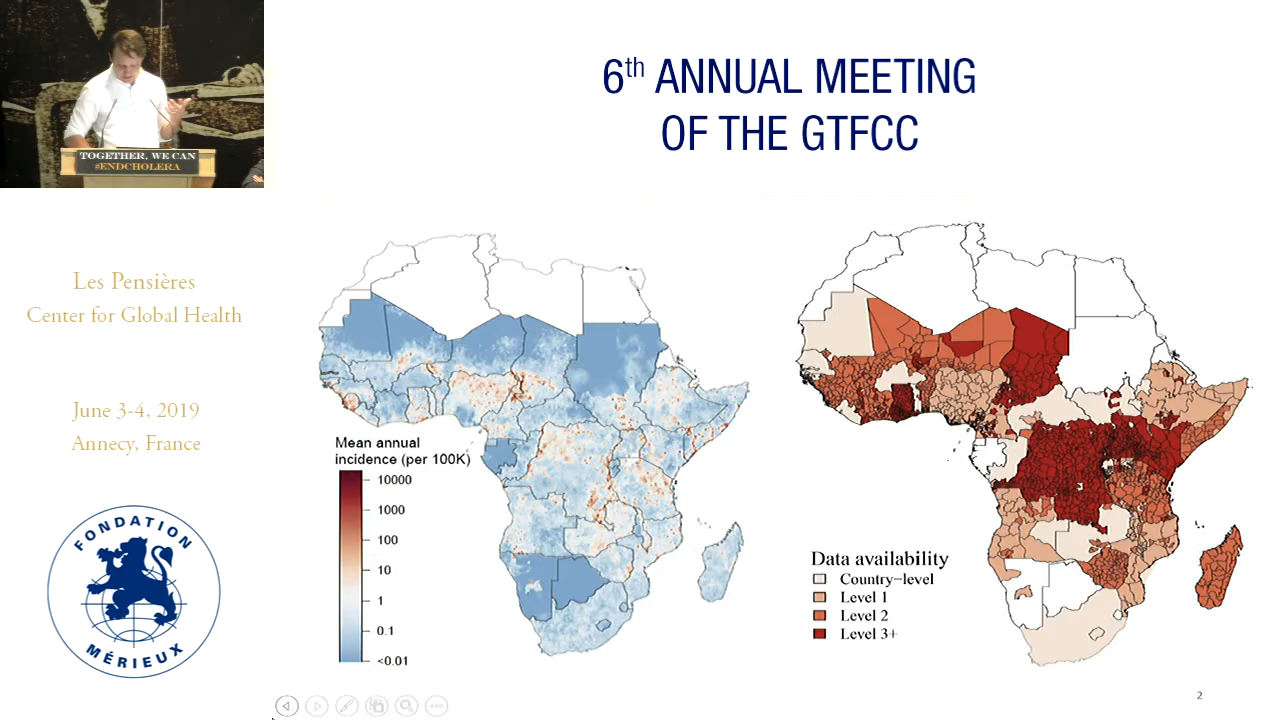 TOGETHER, WE CAN
#ENDCHOLERA
6th ANNUAL MEETING
OF THE GTFCC
Les Pensières
Center for Global Health
June 3-4, 2019
Annecy, France
FONDATION
MÉRIEUX
Mean annual
incidence (per 100K)
10000
1000
100
10
1
0.1
<0.01
Data availability
Country−level
Level 1
Level 2
Level 3+
2